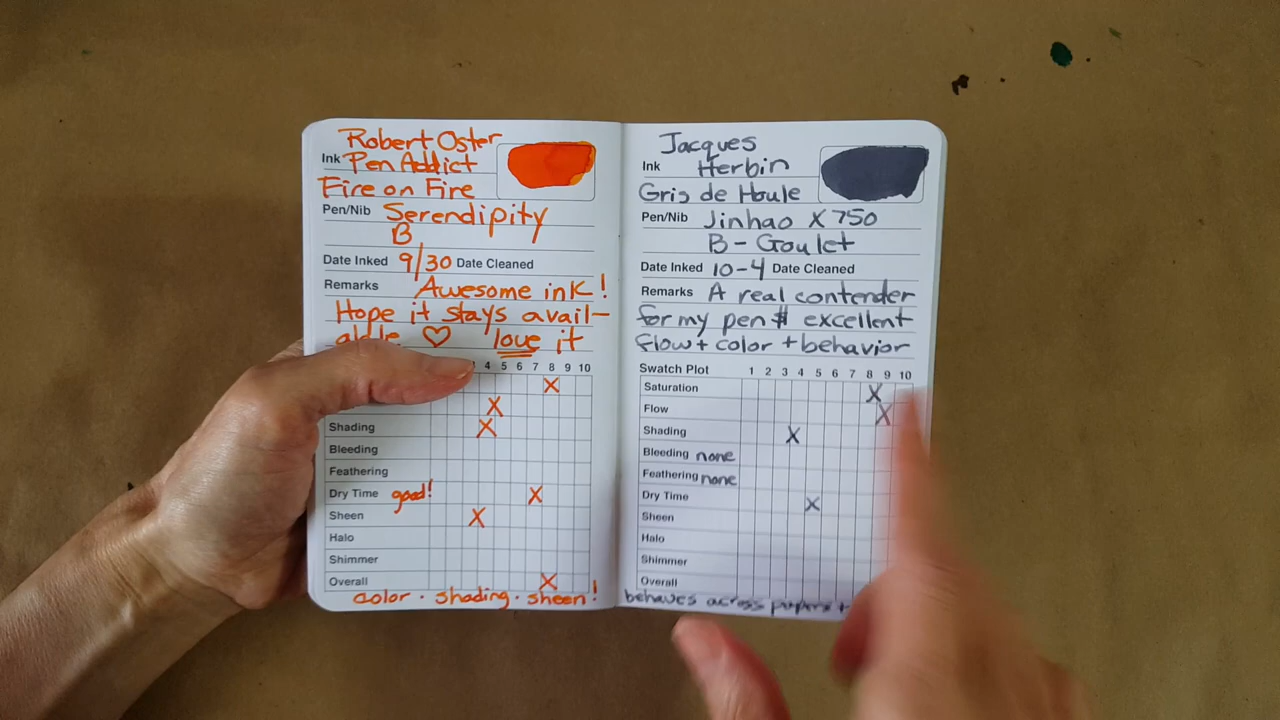 Robert Oster
Ink Pen Addict
Fire on Fire
Pen/Nib Serendipity
B
Date Inked 9/30 Date Cleaned
Remarks Awesome ink!
Hope it stays avail-
able ♡ love it
4 5 6 7 8 9 10
Shading
Bleeding
Feathering
Dry Time good!
Sheen
Halo
Shimmer
Overall
color · shading · sheen!
Jacques
Ink Herbin
Gris de Houle
Pen/Nib Jinhao X750
B - Goulet
Date Inked 10-4 Date Cleaned
Remarks A real contender
for my pen # excellent
flow + color + behavior
Swatch Plot 1 2 3 4 5 6 7 8 9 10
Saturation
Flow
Shading
Bleeding none
Feathering none
Dry Time
Sheen
Halo
Shimmer
Overall
behaves across papers +